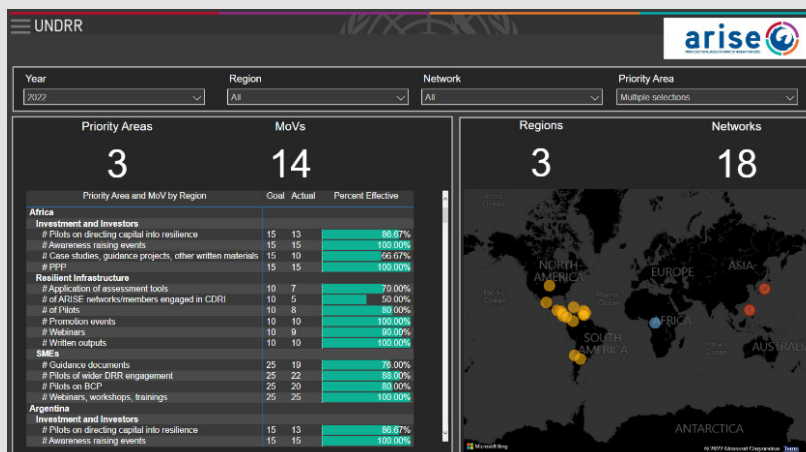 UNDRR
arise
Year
Region
Network
Priority Area
2022
All
All
Multiple selections
Priority Areas
MoVs
3
14
Regions
Networks
3
18
Priority Area and MoV by Region Goal Actual Percent Effective
Africa
Investment and Investors
# Pilots on directing capital into resilience 15 13 86.67%
# Awareness raising events 15 15 100.00%
# Case studies, guidance projects, other written materials 15 10 66.67%
# PPP 15 15 100.00%
Resilient Infrastructure
# Application of assessment tools 10 7 70.00%
# of ARISE networks/members engaged in CDRI 10 5 50.00%
# of Pilots 10 8 80.00%
# Promotion events 10 10 100.00%
# Webinars 10 9 90.00%
# Written outputs 10 10 100.00%
SMEs
# Guidance documents 25 19 76.00%
# Pilots of wider DRR engagement 25 22 88.00%
# Pilots on BCP 25 20 80.00%
# Webinars, workshops, trainings 25 25 100.00%
Argentina
Investment and Investors
# Pilots on directing capital into resilience 15 13 86.67%
# Awareness raising events 15 15 100.00%
Arctic
Ocean
NORTH
AMERICA
EUROPE
ASIA
Pacific
Ocean
Atlantic
Ocean
AFRICA
SOUTH
AMERICA
Indian
Ocean
AUSTRALIA
ANTARCTICA
Microsoft Bing
© 2022 Microsoft Corporation Terms